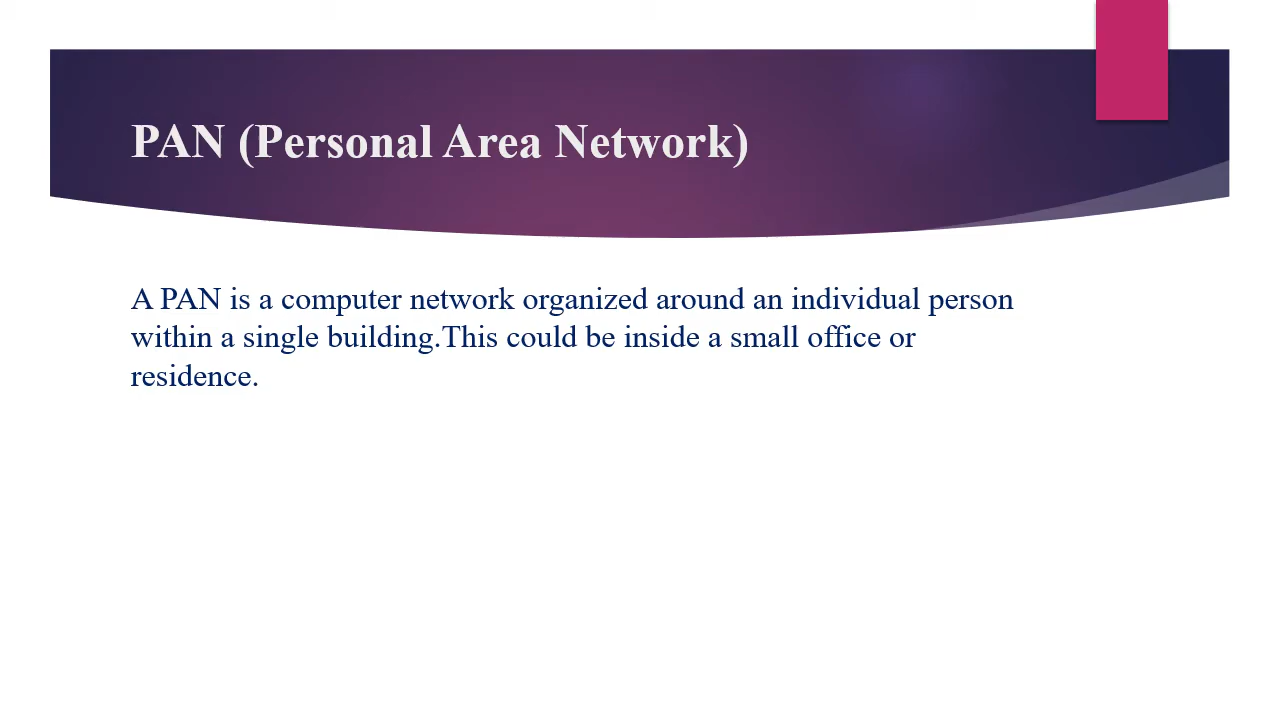 PAN (Personal Area Network)
A PAN is a computer network organized around an individual person
within a single building.This could be inside a small office or
residence.